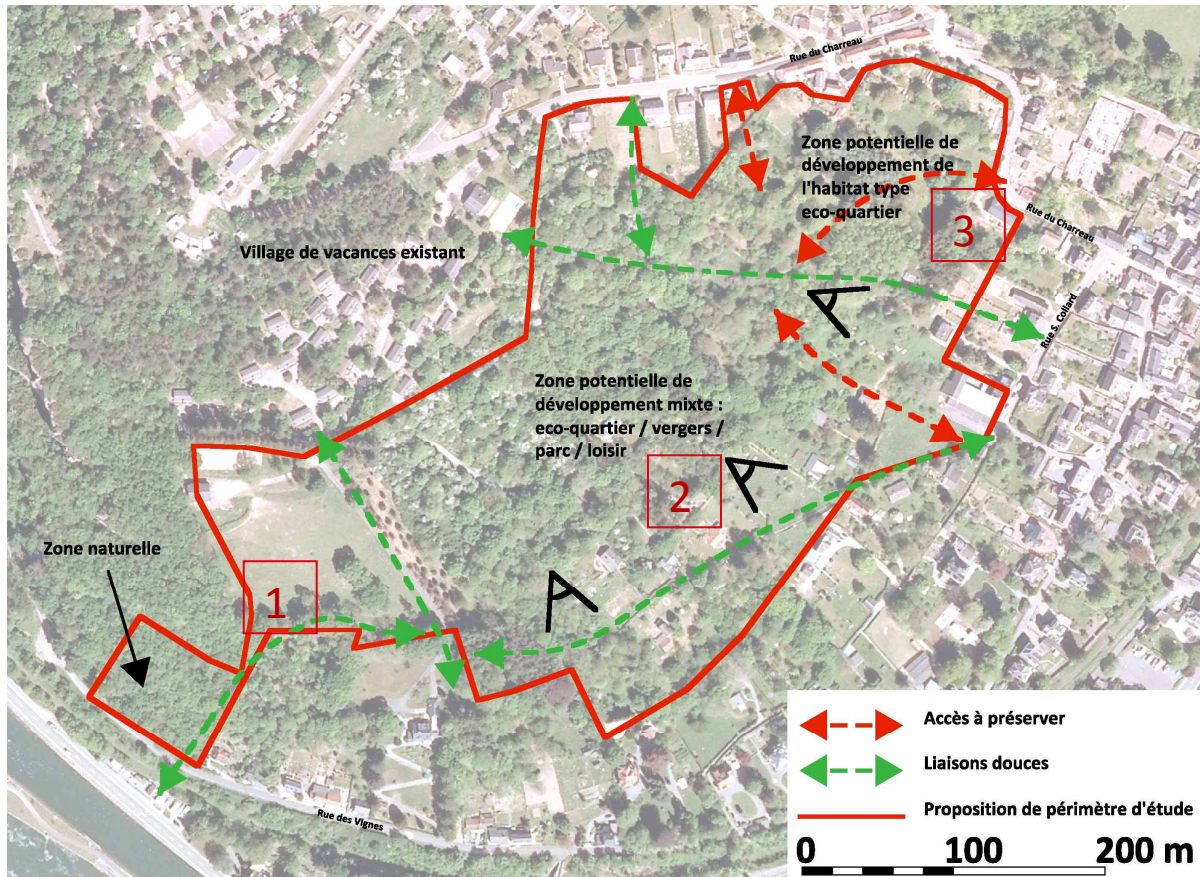 Rue du Charreau
Zone potentielle de
développement de
l'habitat type
eco-quartier
3
Rue du Charreau
Village de vacances existant
Rue s. Collard
Zone potentielle de
développement mixte :
eco-quartier / vergers /
parc / loisir
2
Zone naturelle
1
Rue des Vignes
Accès à préserver
Liaisons douces
Proposition de périmètre d'étude
0 100 200 m